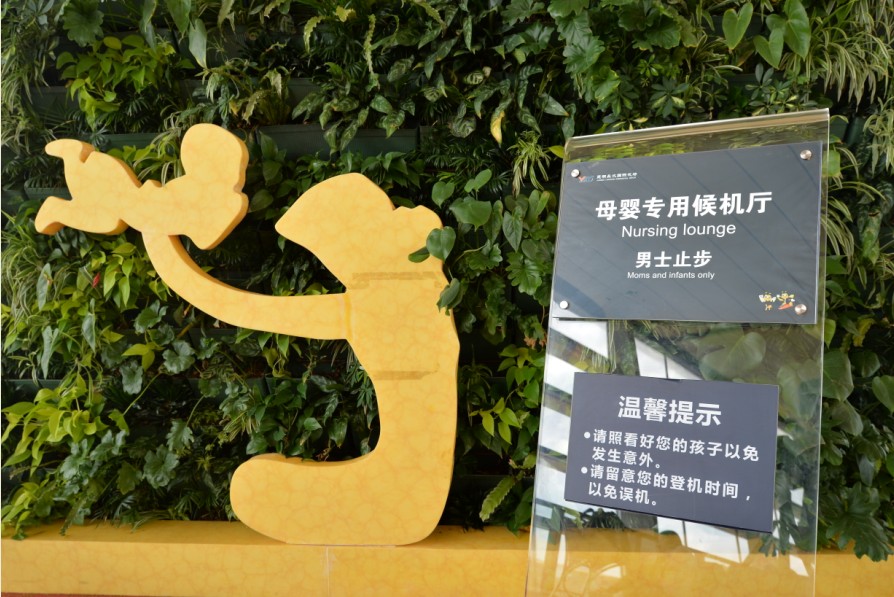 母婴专用候机厅
Nursing lounge
男士止步
Moms and infants only
温馨提示
●请照看好您的孩子以免
发生意外。
●请留意您的登机时间，
以免误机。